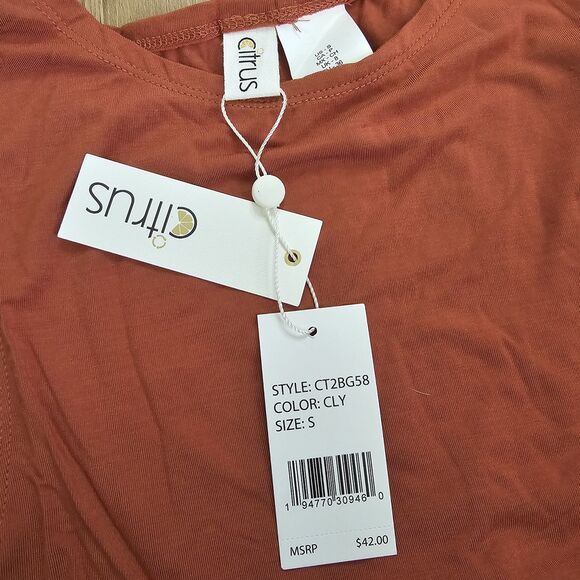 citrus
citrus
STYLE: CT2BG58
COLOR: CLY
SIZE: S
1 94770 30946 0
MSRP $42.00